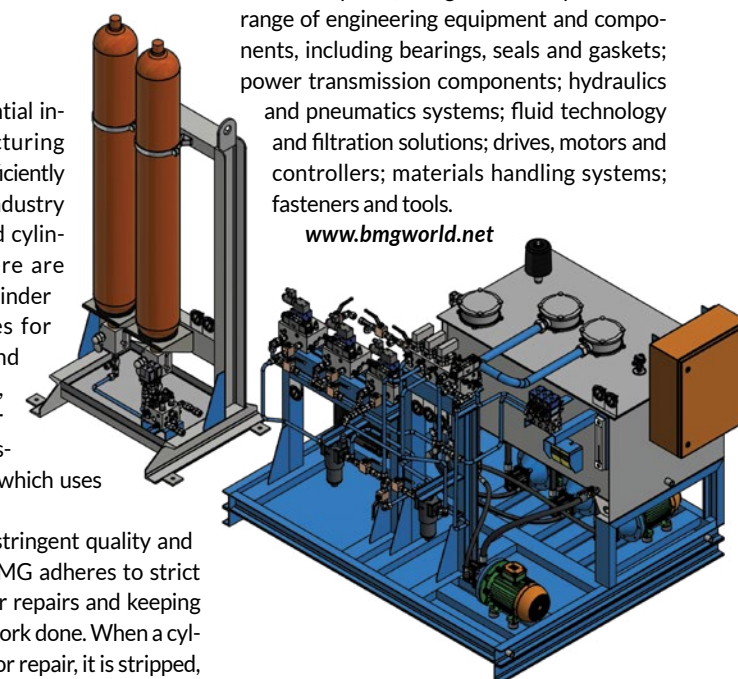 ntial in-
cturing
ficiently
ndustry
d cylin-
re are
inder
es for
nd
,
-
s-
which uses
stringent quality and
MG adheres to strict
r repairs and keeping
ork done. When a cyl-
or repair, it is stripped,
range of engineering equipment and compo-
nents, including bearings, seals and gaskets;
power transmission components; hydraulics
and pneumatics systems; fluid technology
and filtration solutions; drives, motors and
controllers; materials handling systems;
fasteners and tools.
www.bmgworld.net